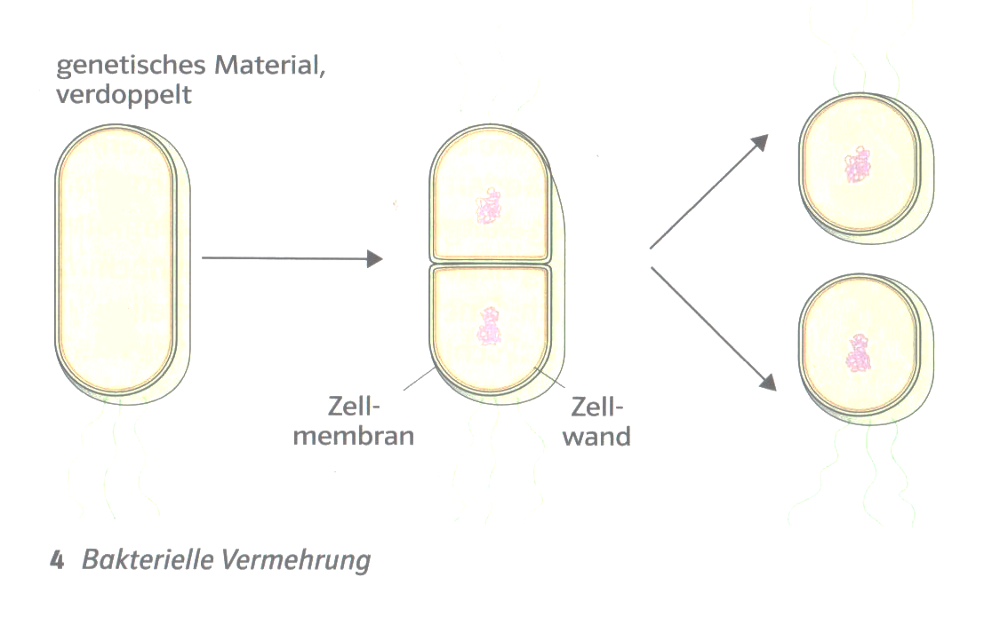 genetisches Material,
verdoppelt
Zell-
membran
Zell-
wand
4 Bakterielle Vermehrung